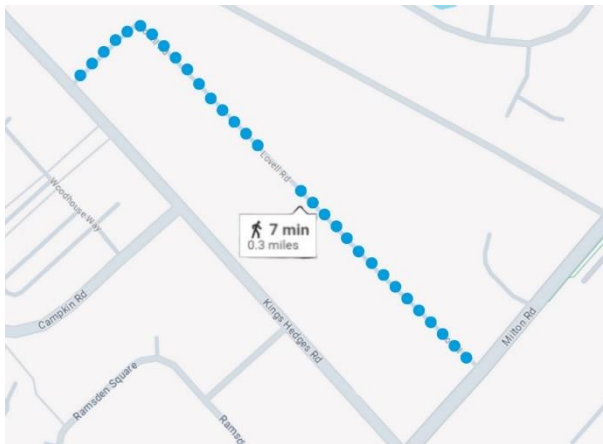 Lovell Rd
Woodhouse Way
7 min
0.3 miles
Campkin Rd
Kings Hedges Rd
Milton Rd
Ramsden Square